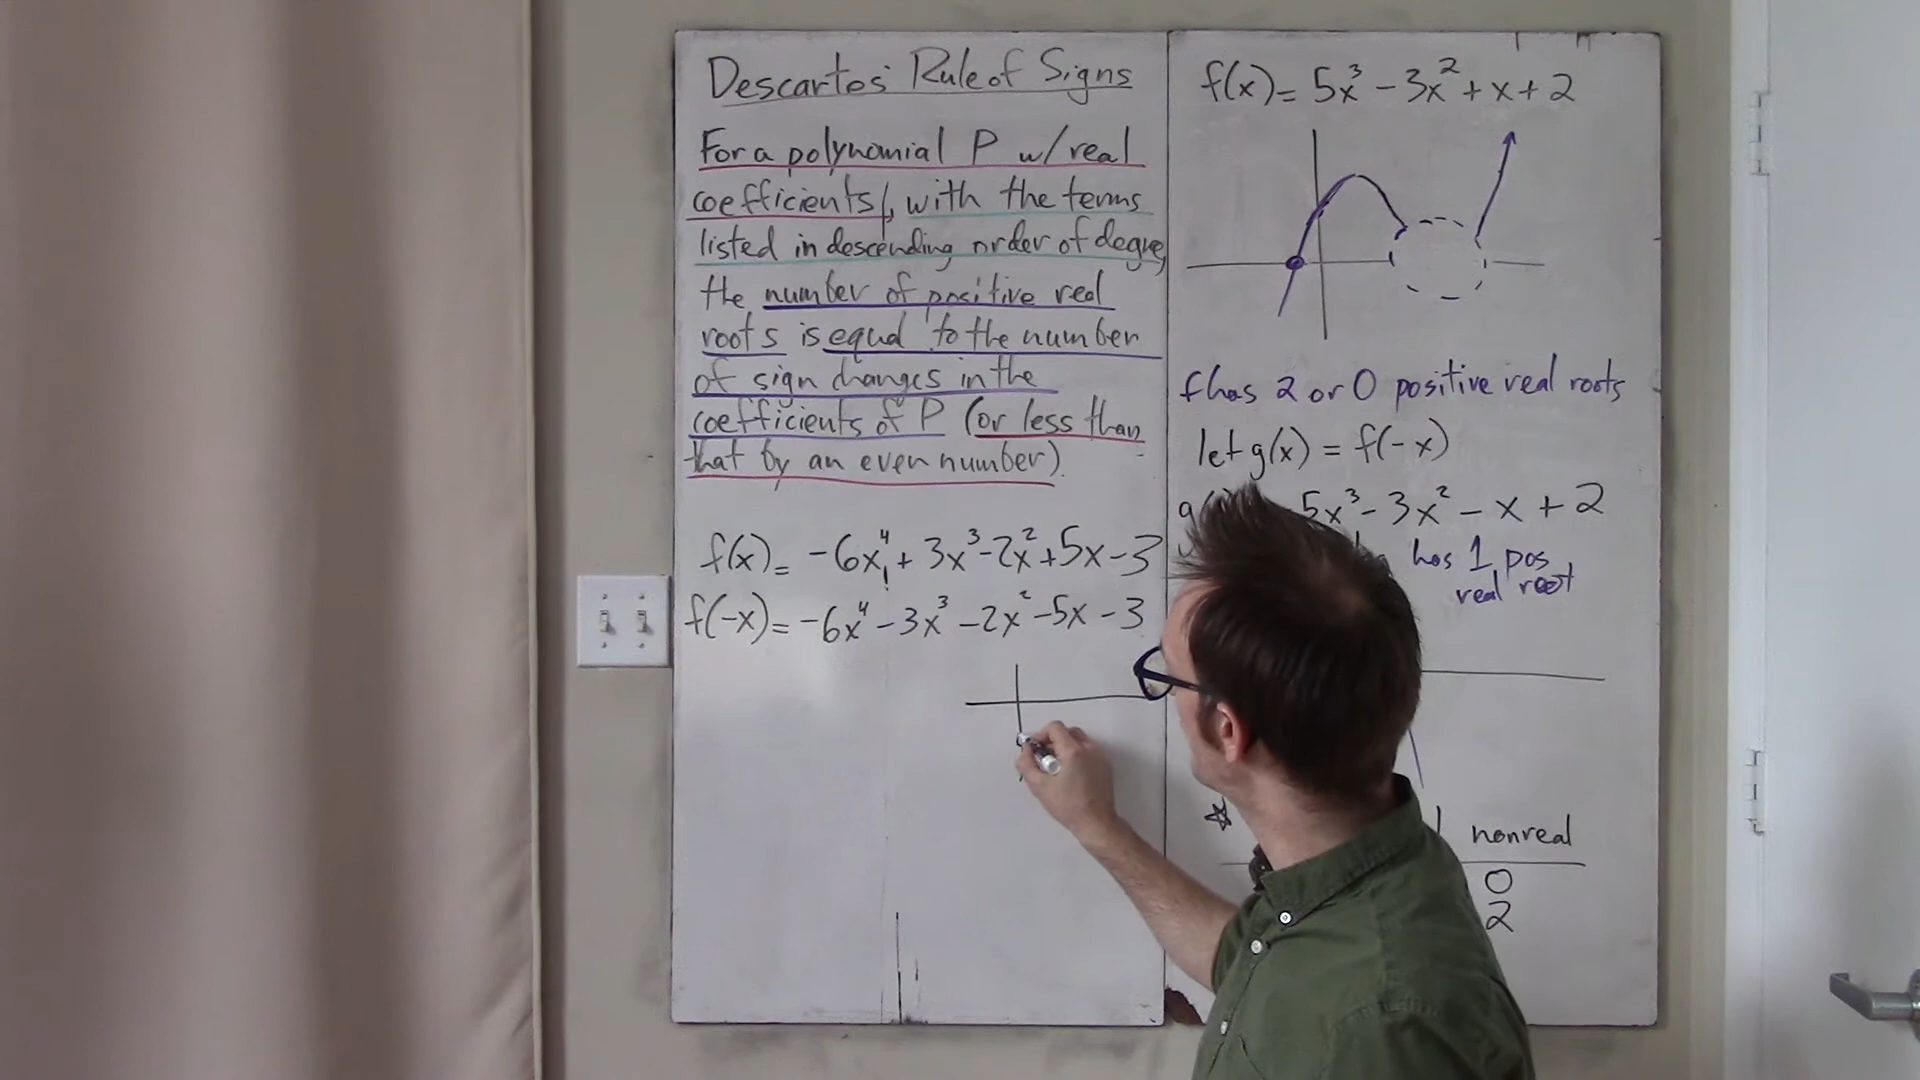 Descartes' Rule of Signs
For a polynomial P w/real
coefficients, with the terms
listed in descending order of degree,
the number of positive real
roots is equal to the number
of sign changes in the
coefficients of P (or less than
that by an even number).
f(x) = -6x⁴ + 3x³ - 2x² + 5x - 3
f(-x) = -6x⁴ - 3x³ - 2x² - 5x - 3
f(x) = 5x³ - 3x² + x + 2
f has 2 or 0 positive real roots
let g(x) = f(-x)
5x³ - 3x² - x + 2
has 1 pos
real root
nonreal
0
2